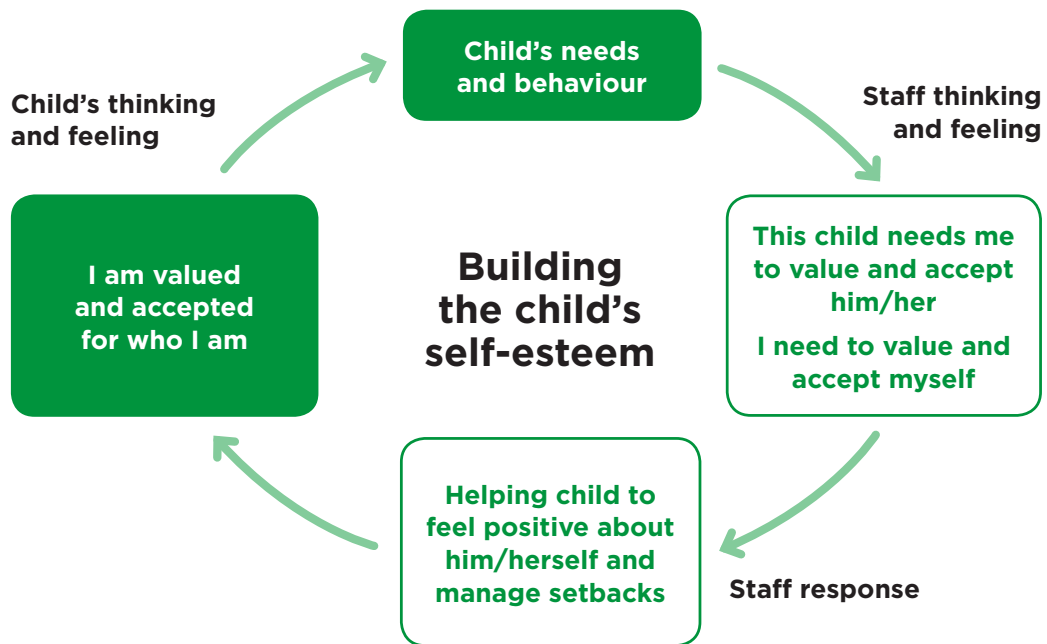 Child’s needs
and behaviour
Child’s thinking
and feeling
Staff thinking
and feeling
I am valued
and accepted
for who I am
Building
the child’s
self-esteem
This child needs me
to value and accept
him/her
I need to value and
accept myself
Helping child to
feel positive about
him/herself and
manage setbacks
Staff response